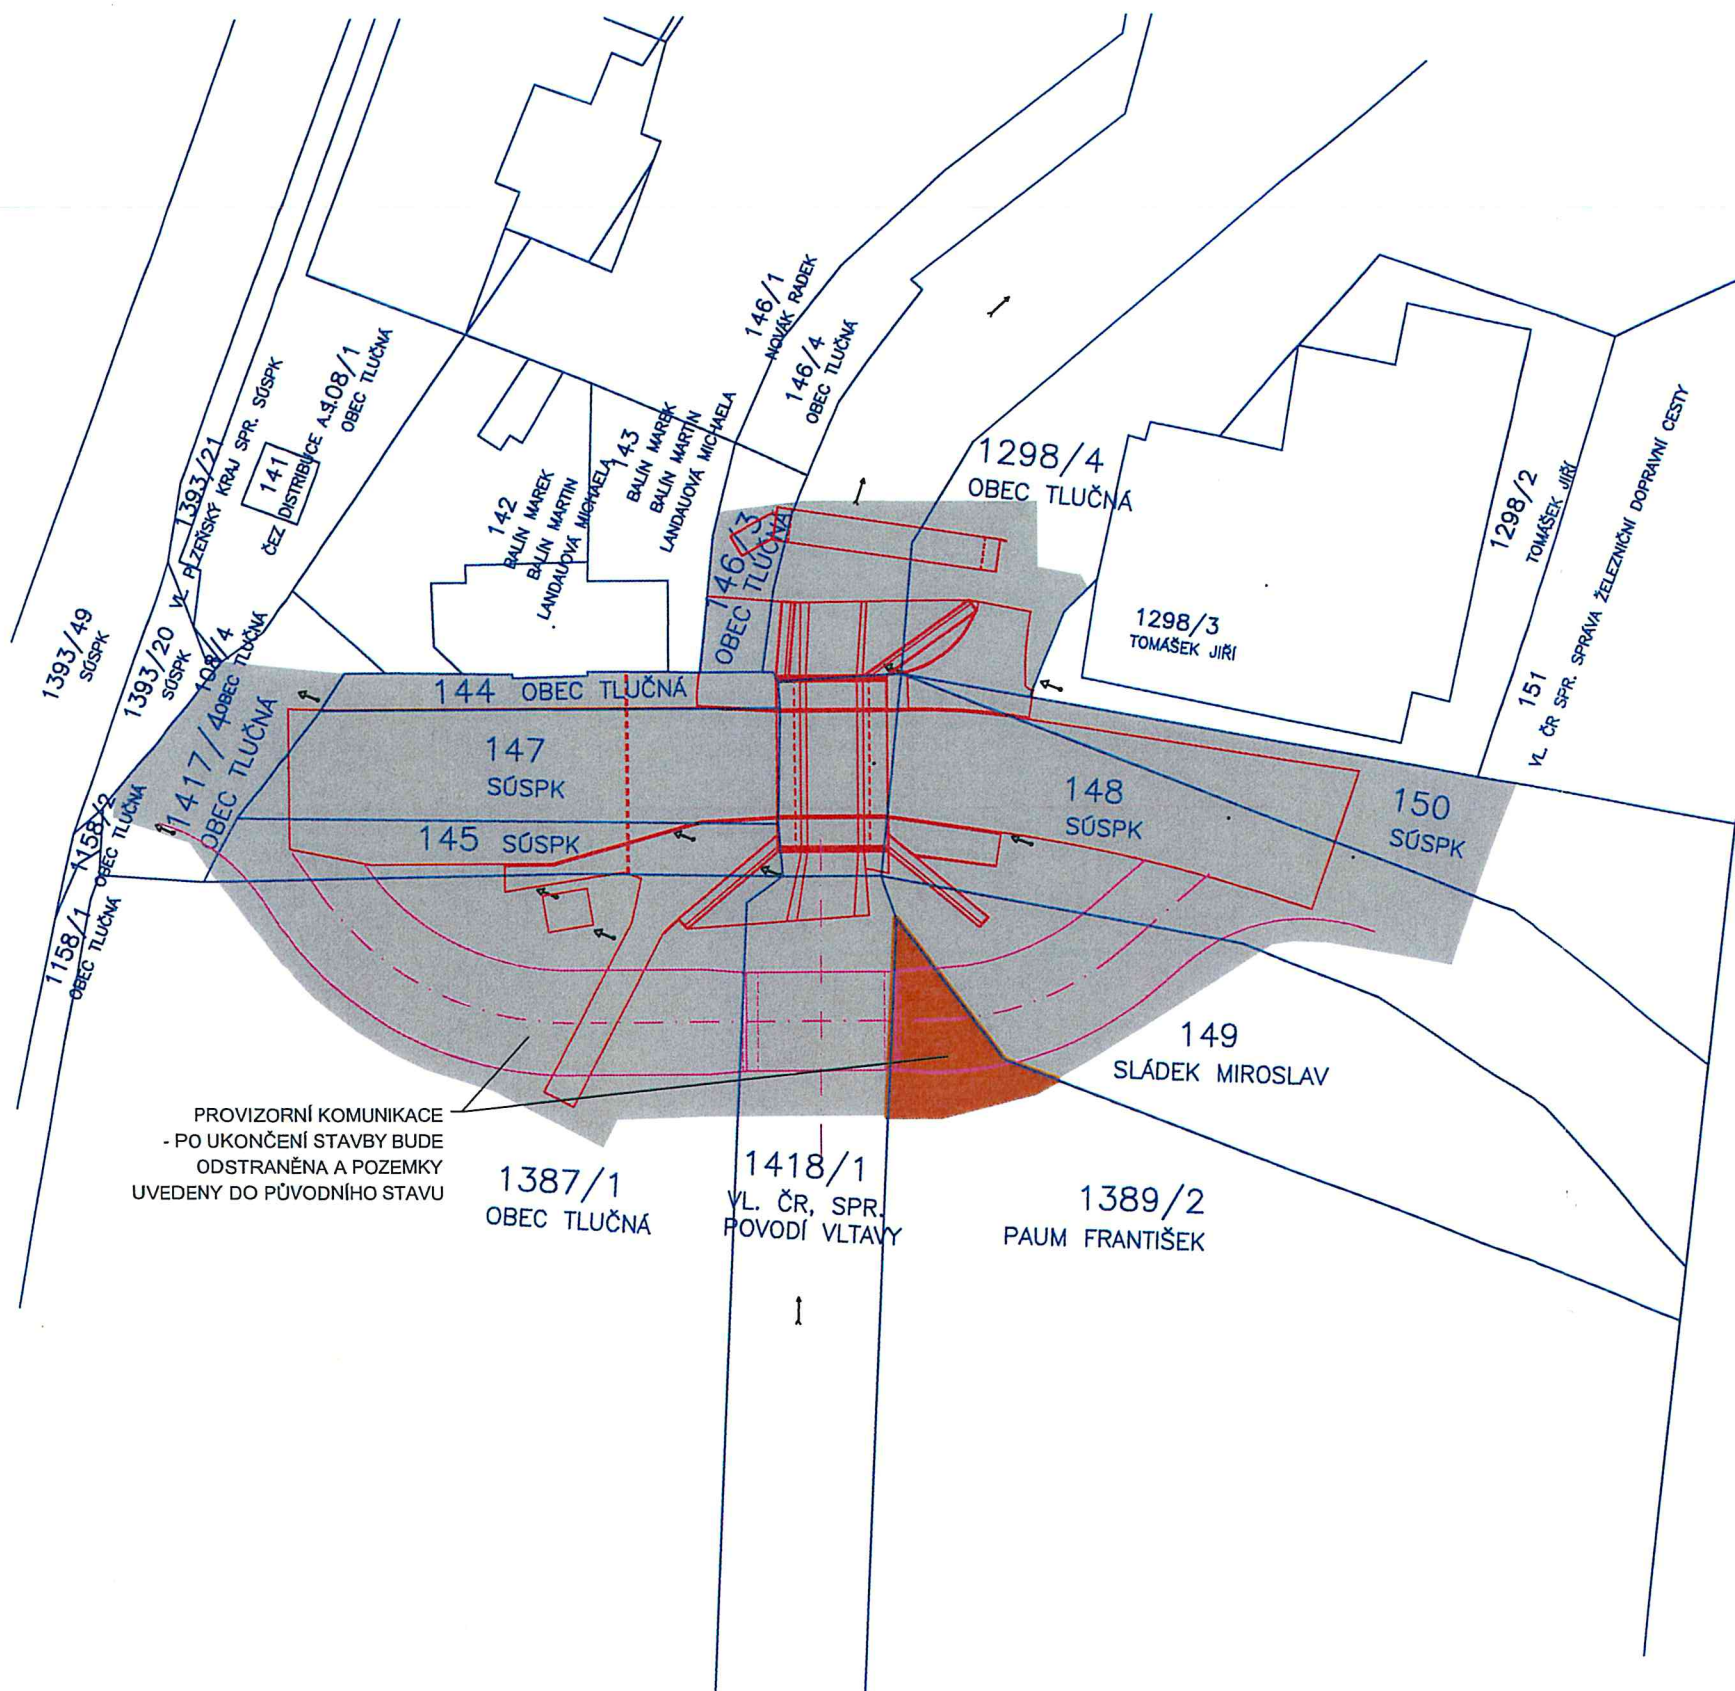 146/1
NOVÁK RADEK
146/4
OBEC TLUČNÁ
1393/21
VL. PLZEŇSKÝ KRAJ SPR. SÚSPK
141
ČEZ DISTRIBUCE A.S.
108/1
OBEC TLUČNÁ
142
BALÍN MAREK
BALÍN MARTIN
LANDAUOVÁ MICHAELA
143
BALÍN MAREK
BALÍN MARTIN
LANDAUOVÁ MICHAELA
1298/4
OBEC TLUČNÁ
1298/2
TOMÁŠEK JIŘÍ
1298/3
TOMÁŠEK JIŘÍ
151
VL. ČR SPR. SPRÁVA ŽELEZNIČNÍ DOPRAVNÍ CESTY
146/3
OBEC TLUČNÁ
1393/49
SÚSPK
1393/20
SÚSPK
108/4
OBEC TLUČNÁ
1417/4
OBEC TLUČNÁ
144 OBEC TLUČNÁ
147
SÚSPK
145 SÚSPK
148
SÚSPK
150
SÚSPK
1158/2
OBEC TLUČNÁ
1158/1
OBEC TLUČNÁ
149
SLÁDEK MIROSLAV
PROVIZORNÍ KOMUNIKACE
- PO UKONČENÍ STAVBY BUDE
ODSTRANĚNA A POZEMKY
UVEDENY DO PŮVODNÍHO STAVU
1387/1
OBEC TLUČNÁ
1418/1
VL. ČR, SPR.
POVODÍ VLTAVY
1389/2
PAUM FRANTIŠEK